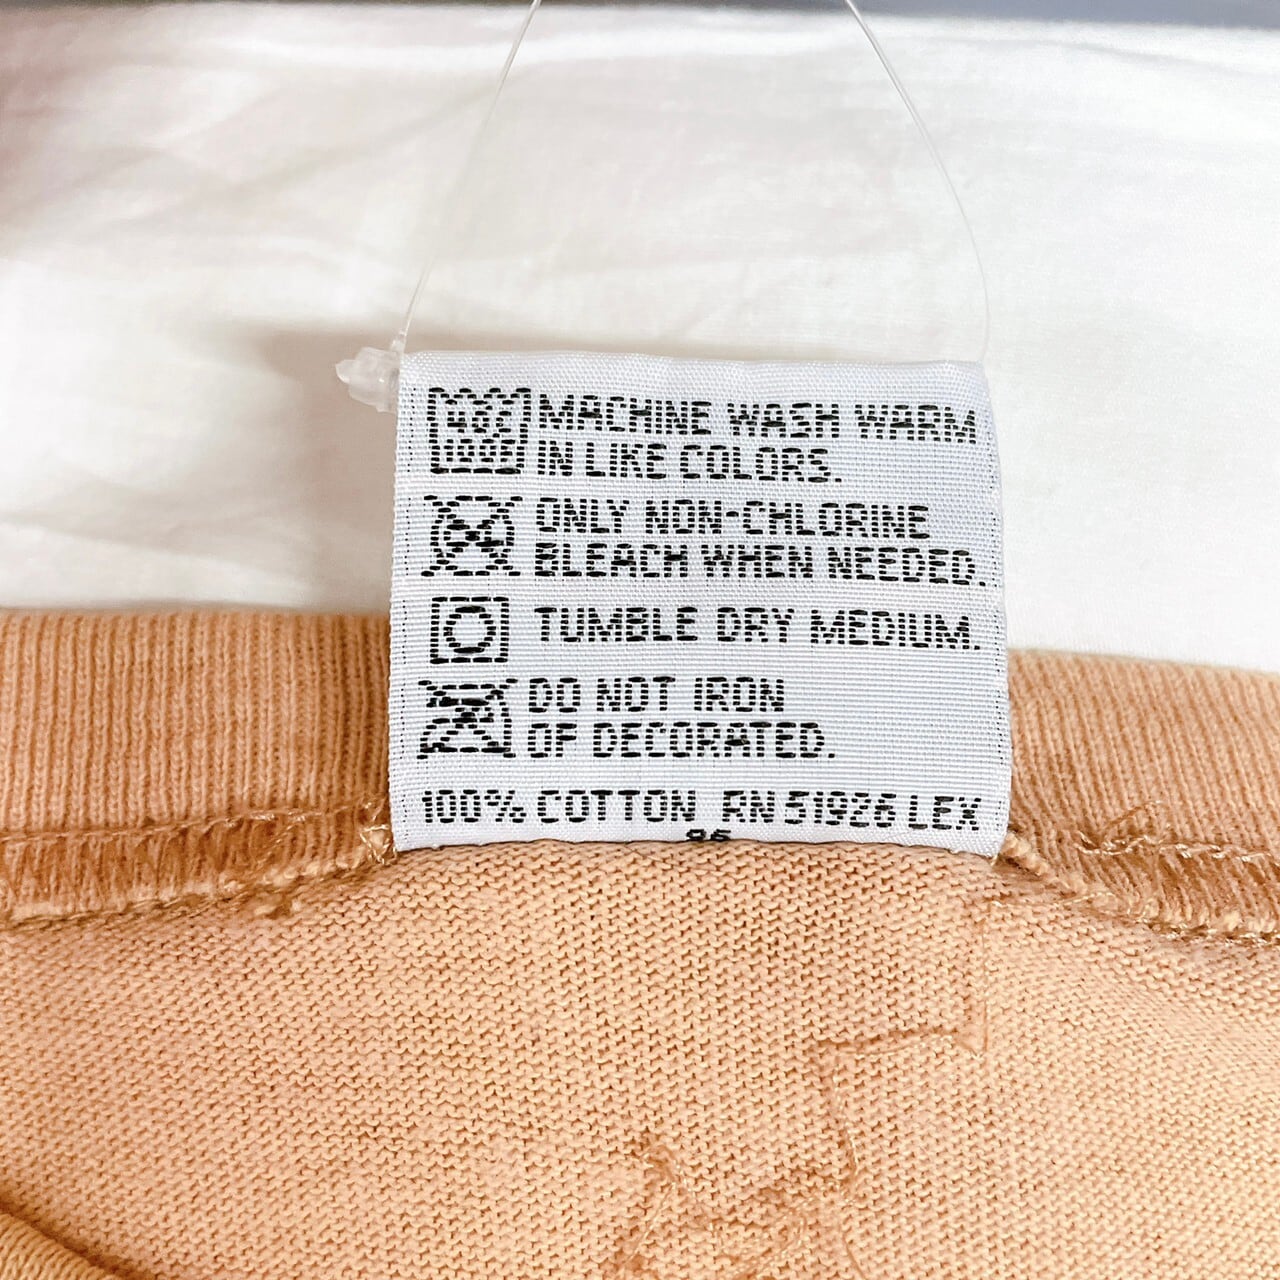 40C MACHINE WASH WARM
IN LIKE COLORS.
ONLY NON-CHLORINE
BLEACH WHEN NEEDED.
TUMBLE DRY MEDIUM.
DO NOT IRON
OF DECORATED.
100% COTTON RN 51926 LEX